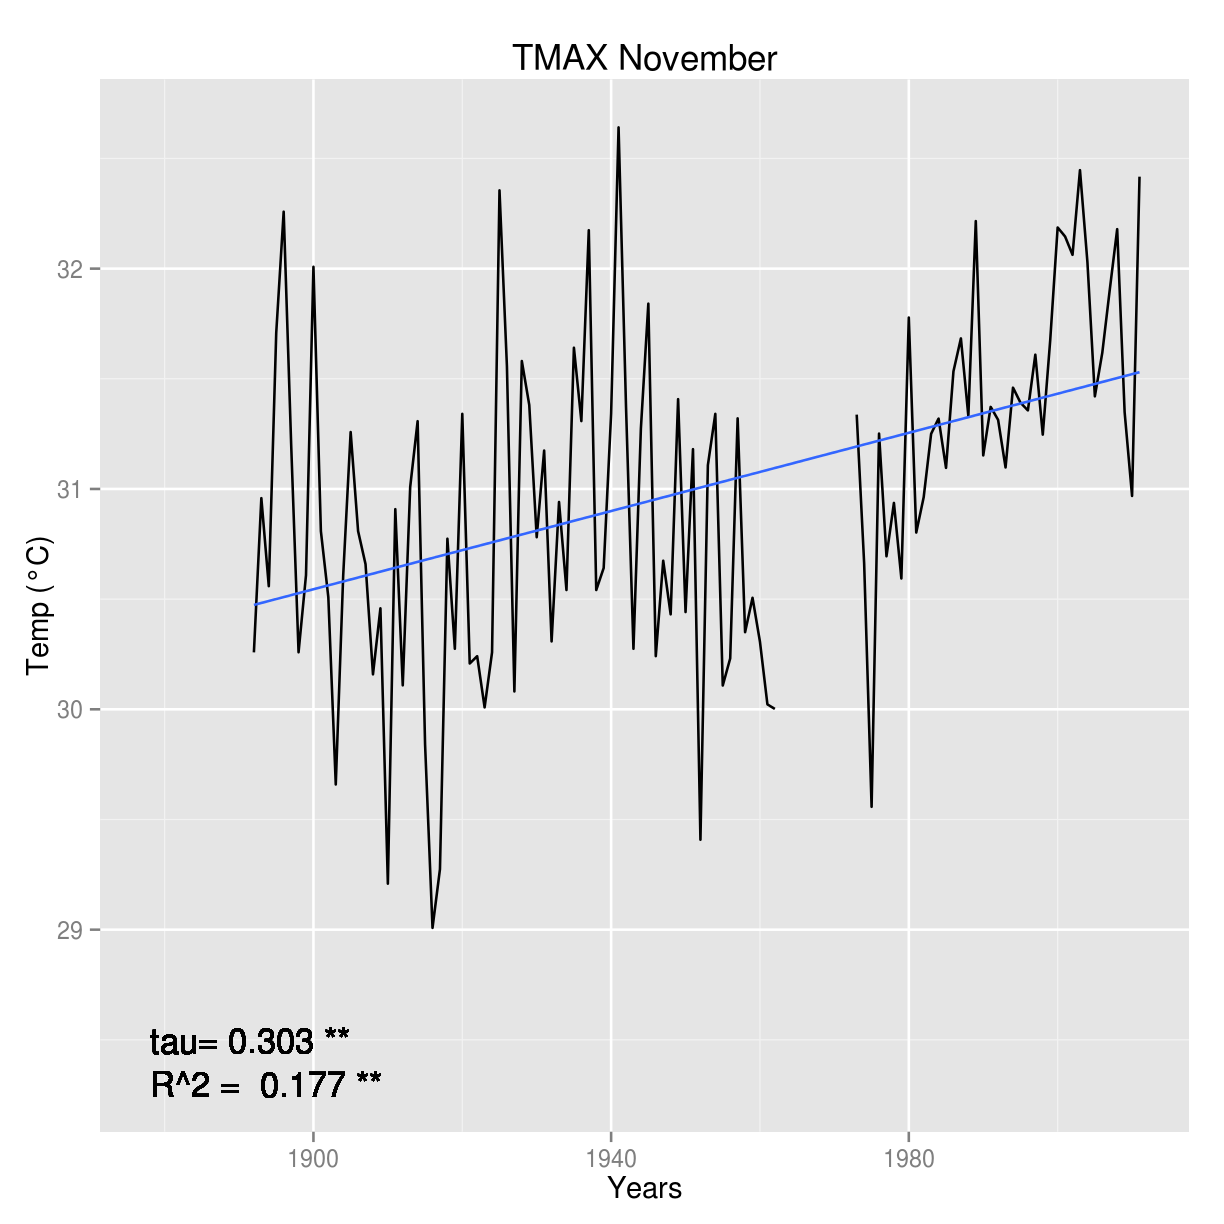 TMAX November
Temp (°C)
32
31
30
29
tau= 0.303 **
R^2 =  0.177 **
1900
1940
1980
Years